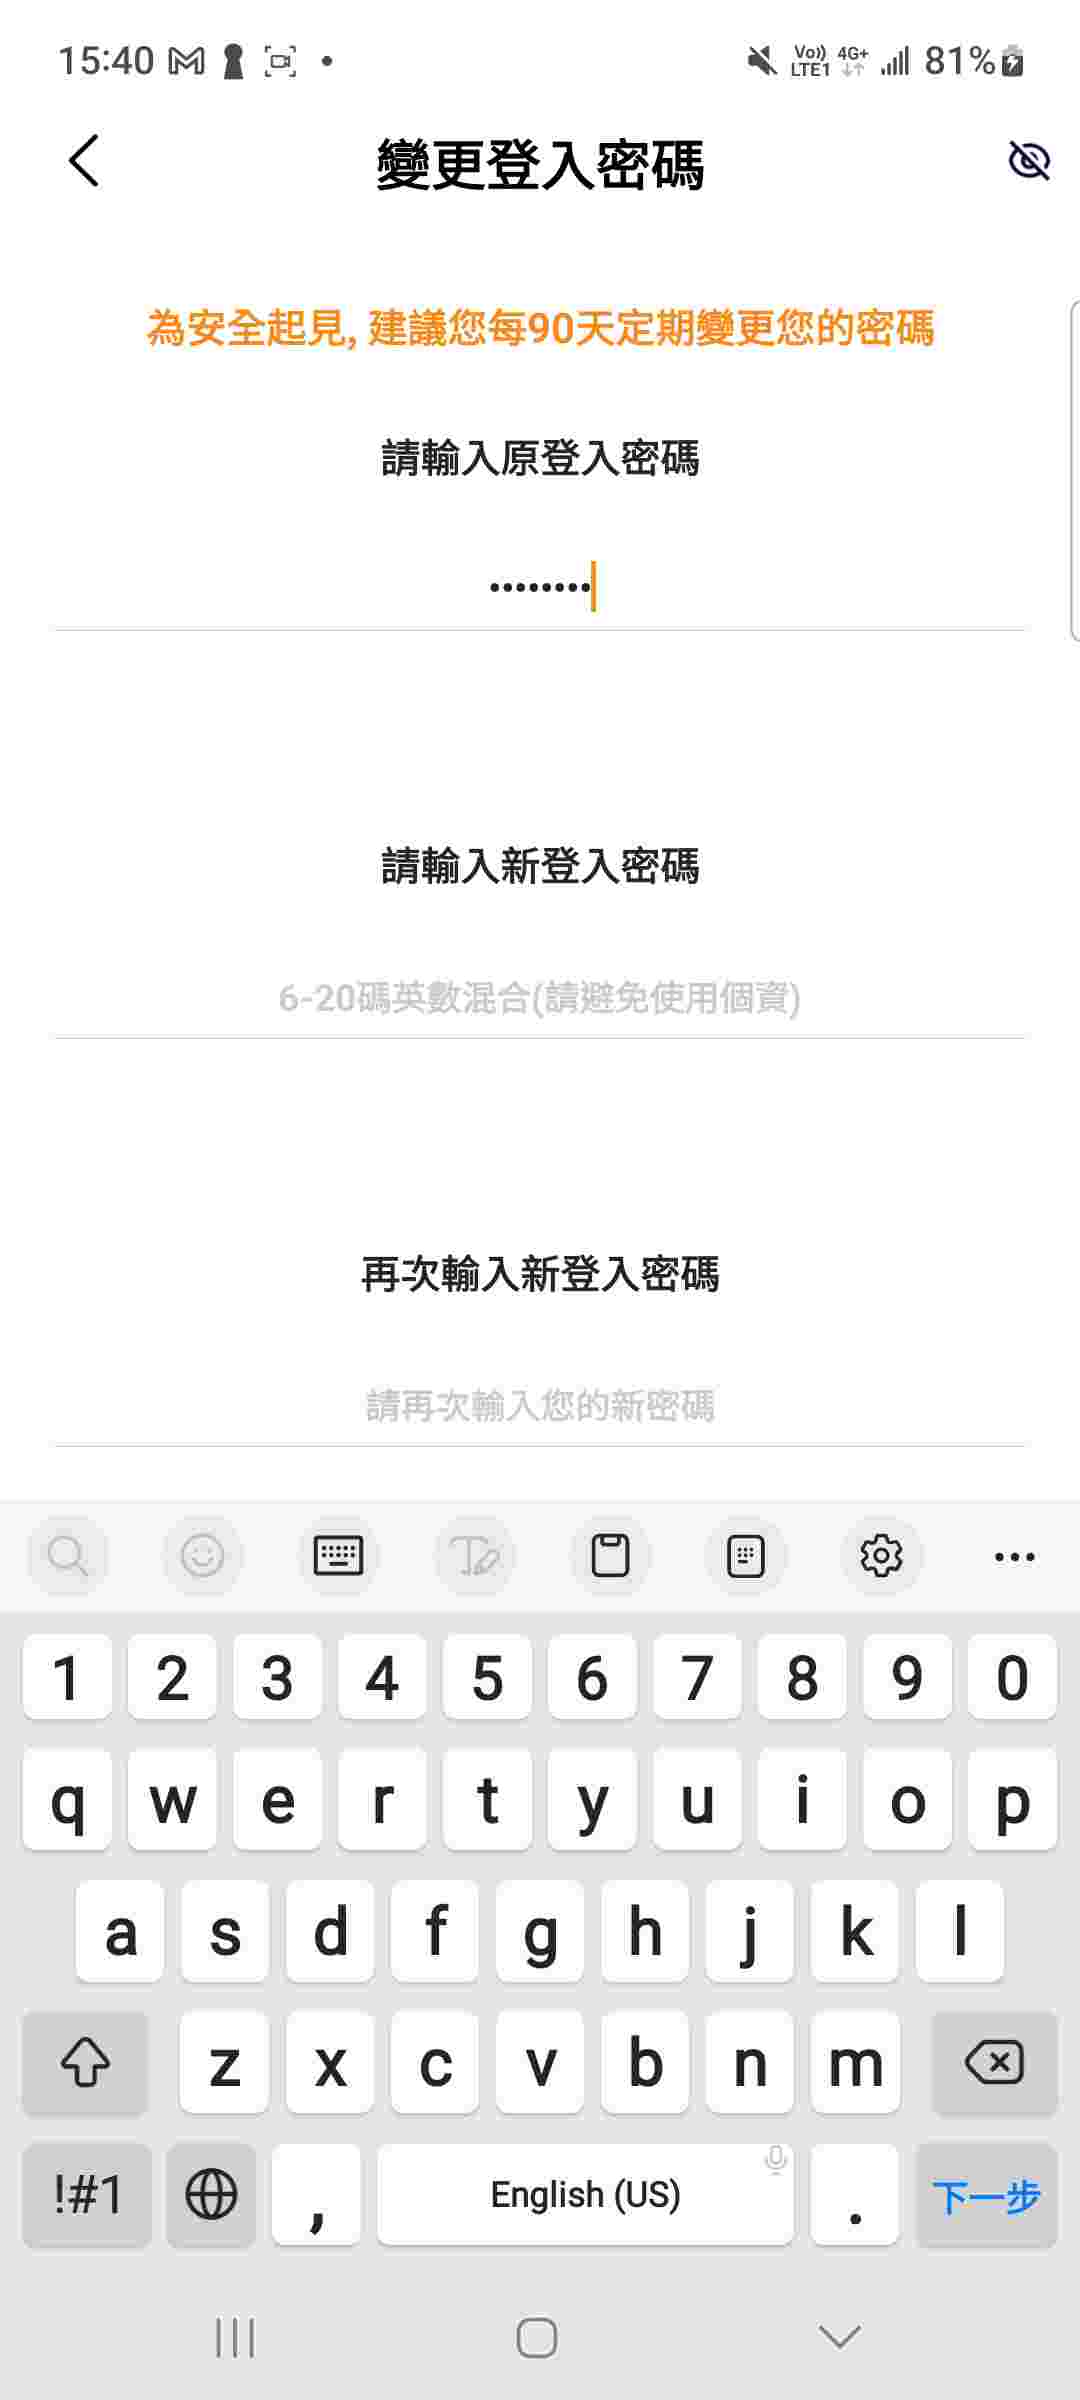 15:40
Vo)) LTE1 4G+ 81%
變更登入密碼
為安全起見, 建議您每90天定期變更您的密碼
請輸入原登入密碼
••••••••
請輸入新登入密碼
6-20碼英數混合(請避免使用個資)
再次輸入新登入密碼
請再次輸入您的新密碼
1 2 3 4 5 6 7 8 9 0
q w e r t y u i o p
a s d f g h j k l
z x c v b n m
!#1 , English (US) . 下一步